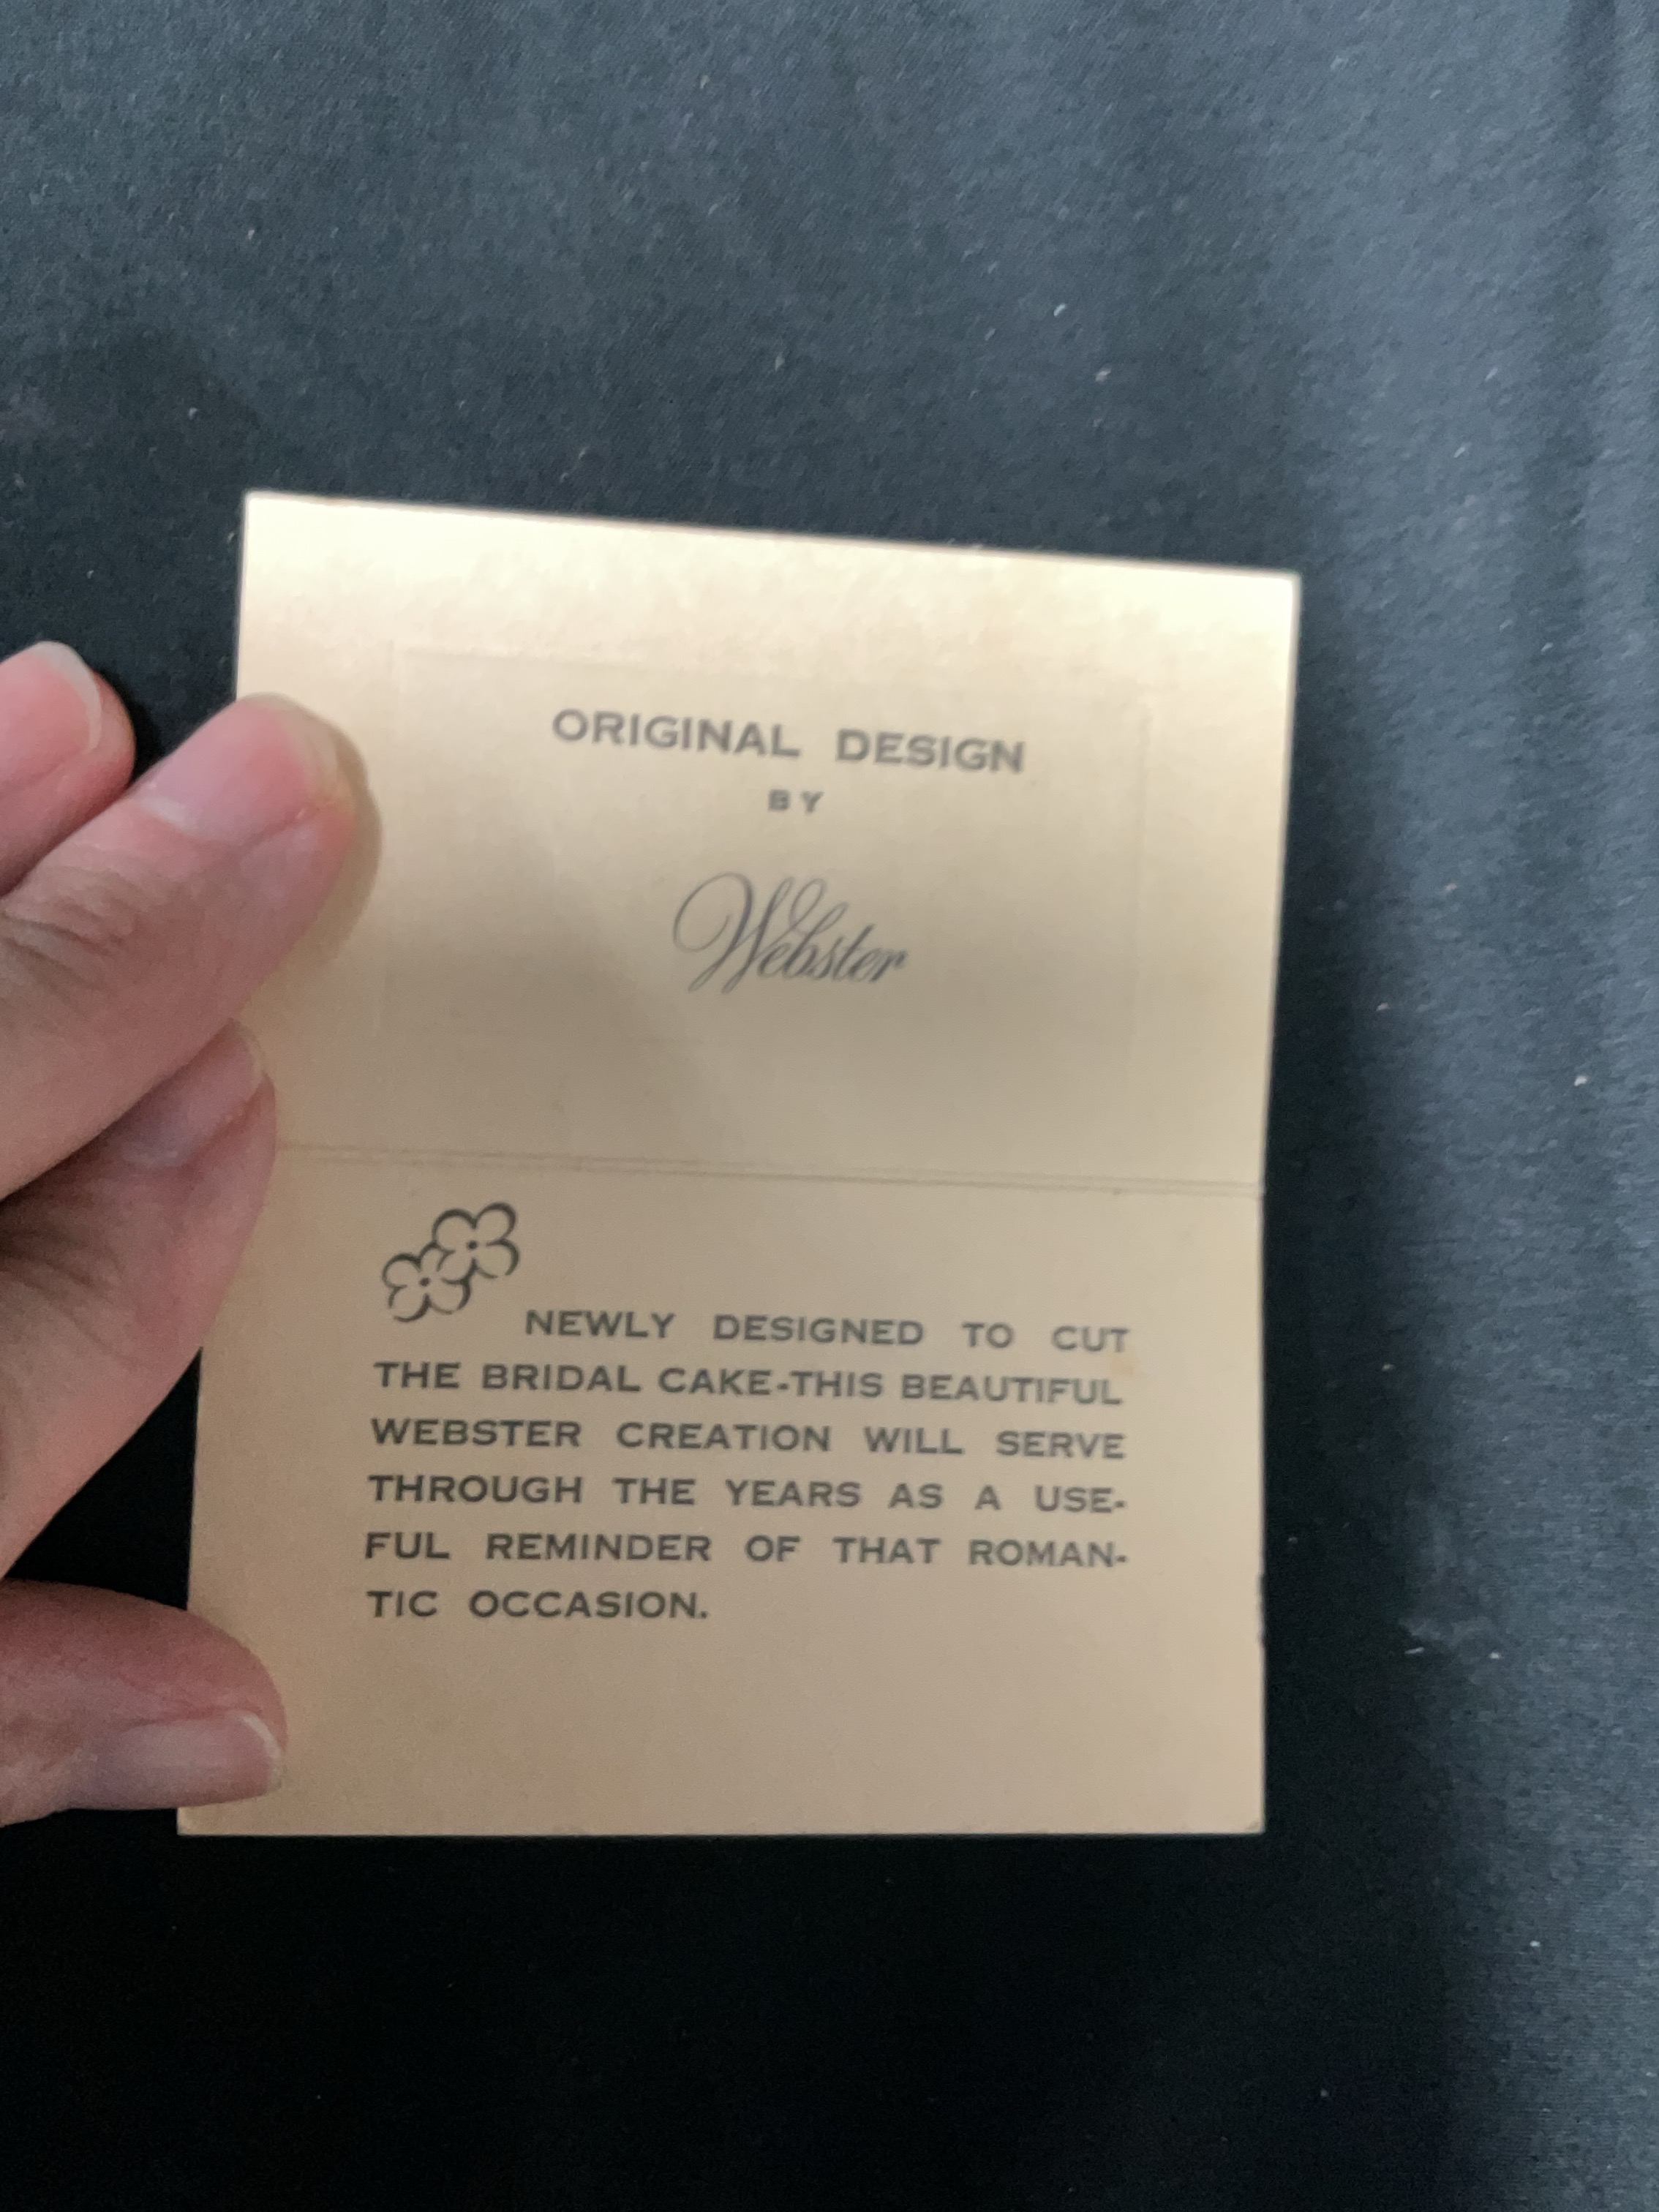 ORIGINAL DESIGN
BY
Webster
NEWLY DESIGNED TO CUT
THE BRIDAL CAKE-THIS BEAUTIFUL
WEBSTER CREATION WILL SERVE
THROUGH THE YEARS AS A USE-
FUL REMINDER OF THAT ROMAN-
TIC OCCASION.